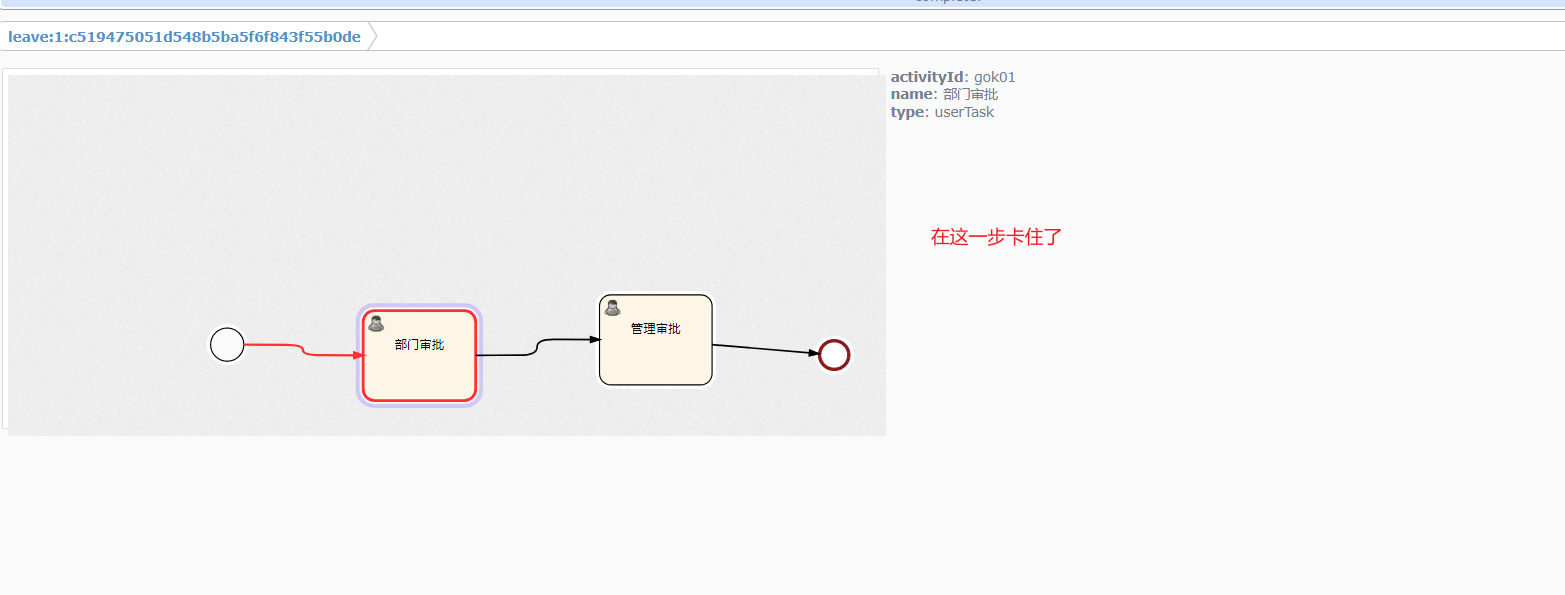 leave:1:c519475051d548b5ba5f6f843f55b0de
activityId: gok01
name: 部门审批
type: userTask
在这一步卡住了
管理审批
部门审批